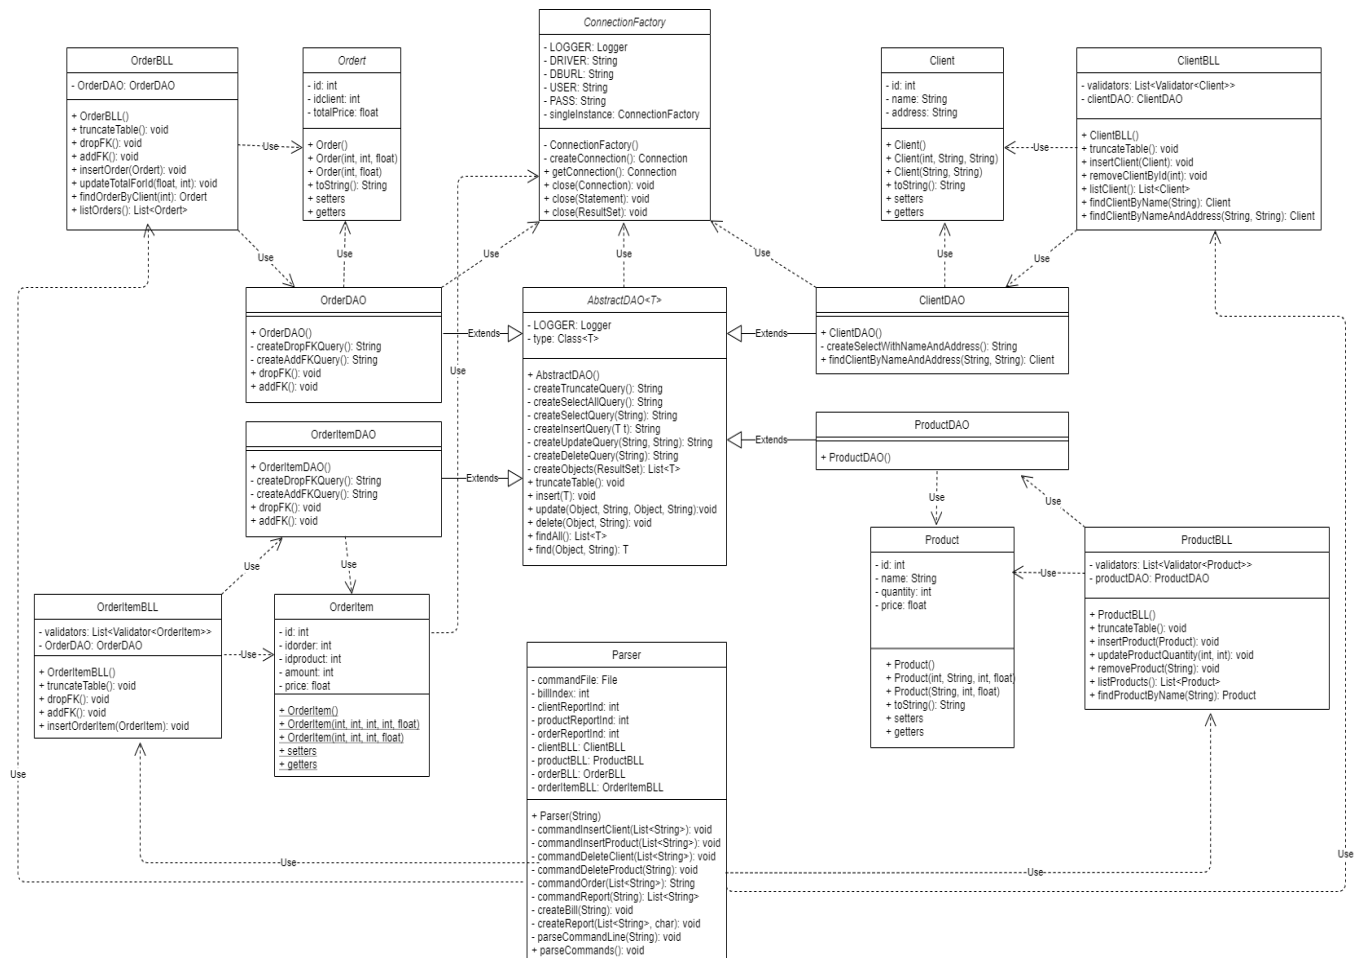 ConnectionFactory
- LOGGER: Logger
- DRIVER: String
- DBURL: String
- USER: String
- PASS: String
- singleInstance: ConnectionFactory
- ConnectionFactory()
- createConnection(): Connection
+ getConnection(): Connection
+ close(Connection): void
+ close(Statement): void
+ close(ResultSet): void
OrderBLL
- OrderDAO: OrderDAO
+ OrderBLL()
+ truncateTable(): void
+ dropFK(): void
+ addFK(): void
+ insertOrder(Ordert): void
+ updateTotalForId(float, int): void
+ findOrderByClient(int): Ordert
+ listOrders(): List<Ordert>
Use
Ordert
- id: int
- idclient: int
- totalPrice: float
+ Order()
+ Order(int, int, float)
+ Order(int, float)
+ toString(): String
+ setters
+ getters
Client
- id: int
- name: String
- address: String
+ Client()
+ Client(int, String, String)
+ Client(String, String)
+ toString(): String
+ setters
+ getters
Use
ClientBLL
- validators: List<Validator<Client>>
- clientDAO: ClientDAO
+ ClientBLL()
+ truncateTable(): void
+ insertClient(Client): void
+ removeClientById(int): void
+ listClient(): List<Client>
+ findClientByName(String): Client
+ findClientByNameAndAddress(String, String): Client
Use
Use
Use
Use
Use
Use
Use
OrderDAO
+ OrderDAO()
- createDropFKQuery(): String
- createAddFKQuery(): String
+ dropFK(): void
+ addFK(): void
Extends
Use
AbstractDAO<T>
- LOGGER: Logger
- type: Class<T>
+ AbstractDAO()
- createTruncateQuery(): String
- createSelectAllQuery(): String
- createSelectQuery(String): String
- createInsertQuery(T t): String
- createUpdateQuery(String, String): String
- createDeleteQuery(String): String
- createObjects(ResultSet): List<T>
+ truncateTable(): void
+ insert(T): void
+ update(Object, String, Object, String):void
+ delete(Object, String): void
+ findAll(): List<T>
+ find(Object, String): T
Extends
ClientDAO
+ ClientDAO()
- createSelectWithNameAndAddress(): String
+ findClientByNameAndAddress(String, String): Client
OrderItemDAO
+ OrderItemDAO()
- createDropFKQuery(): String
- createAddFKQuery(): String
+ dropFK(): void
+ addFK(): void
Extends
Extends
ProductDAO
+ ProductDAO()
Use
Use
Use
Use
Product
- id: int
- name: String
- quantity: int
- price: float
+ Product()
+ Product(int, String, int, float)
+ Product(String, int, float)
+ toString(): String
+ setters
+ getters
Use
ProductBLL
- validators: List<Validator<Product>>
- productDAO: ProductDAO
+ ProductBLL()
+ truncateTable(): void
+ insertProduct(Product): void
+ updateProductQuantity(int, int): void
+ removeProduct(String): void
+ listProducts(): List<Product>
+ findProductByName(String): Product
OrderItemBLL
- validators: List<Validator<OrderItem>>
- OrderDAO: OrderDAO
+ OrderItemBLL()
+ truncateTable(): void
+ dropFK(): void
+ addFK(): void
+ insertOrderItem(OrderItem): void
Use
OrderItem
- id: int
- idorder: int
- idproduct: int
- amount: int
- price: float
+ OrderItem()
+ OrderItem(int, int, int, int, float)
+ OrderItem(int, int, int, float)
+ setters
+ getters
Parser
- commandFile: File
- billIndex: int
- clientReportInd: int
- productReportInd: int
- orderReportInd: int
- clientBLL: ClientBLL
- productBLL: ProductBLL
- orderBLL: OrderBLL
- orderItemBLL: OrderItemBLL
+ Parser(String)
- commandInsertClient(List<String>): void
- commandInsertProduct(List<String>): void
- commandDeleteClient(List<String>): void
- commandDeleteProduct(String): void
- commandOrder(List<String>): String
- commandReport(String): List<String>
- createBill(String): void
- createReport(List<String>, char): void
- parseCommandLine(String): void
+ parseCommands(): void
Use
Use
Use
Use